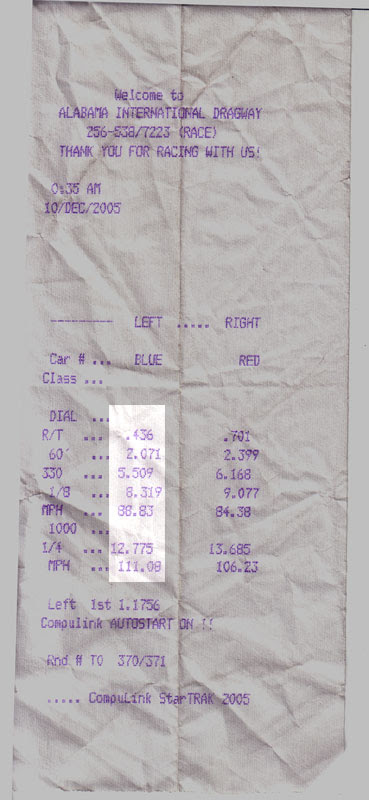 Welcome to
ALABAMA INTERNATIONAL DRAGWAY
256-538/7223 (RACE)
THANK YOU FOR RACING WITH US!
0:35 AM
10/DEC/2005
---------- LEFT ..... RIGHT
Car # ... BLUE RED
Class ...
DIAL ...
R/T ... .436 .701
60' ... 2.071 2.399
330 ... 5.509 6.168
1/8 ... 8.319 9.077
MPH ... 88.83 84.38
1000 ...
1/4 ... 12.775 13.685
MPH ... 111.08 106.23
Left 1st 1.1756
Compulink AUTOSTART ON !!
Rnd # TO 370/371
..... CompuLink StarTRAK 2005